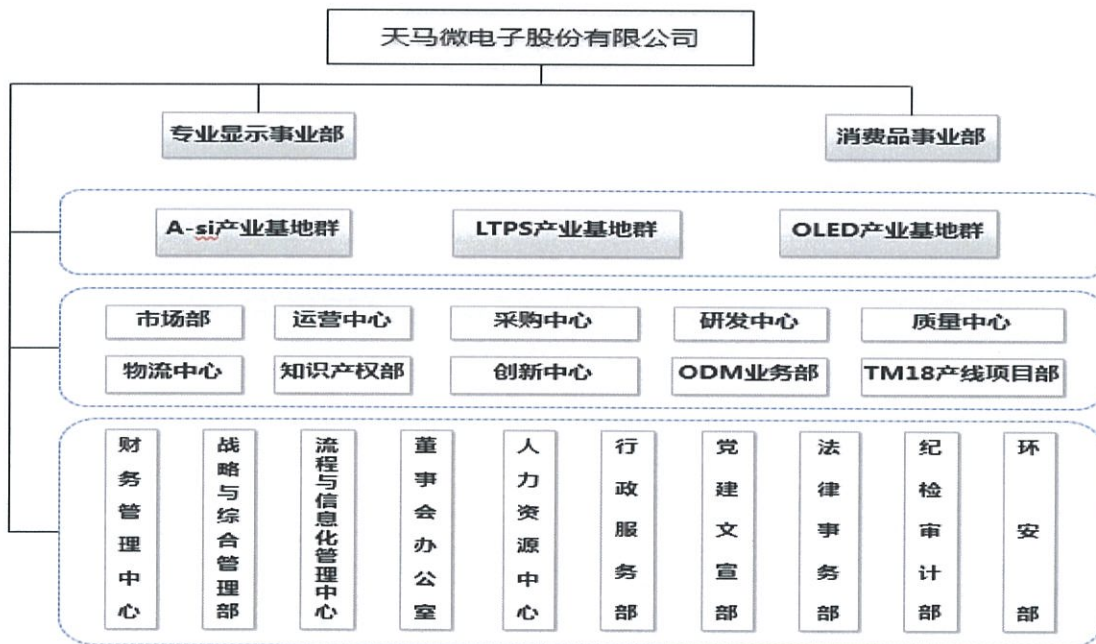 天马微电子股份有限公司
专业显示事业部
消费品事业部
A-si产业基地群
LTPS产业基地群
OLED产业基地群
市场部
运营中心
采购中心
研发中心
质量中心
物流中心
知识产权部
创新中心
ODM业务部
TM18产线项目部
财务管理中心
战略与综合管理部
流程与信息化管理中心
董事会办公室
人力资源中心
行政服务部
党建文宣部
法律事务部
纪检审计部
环安部